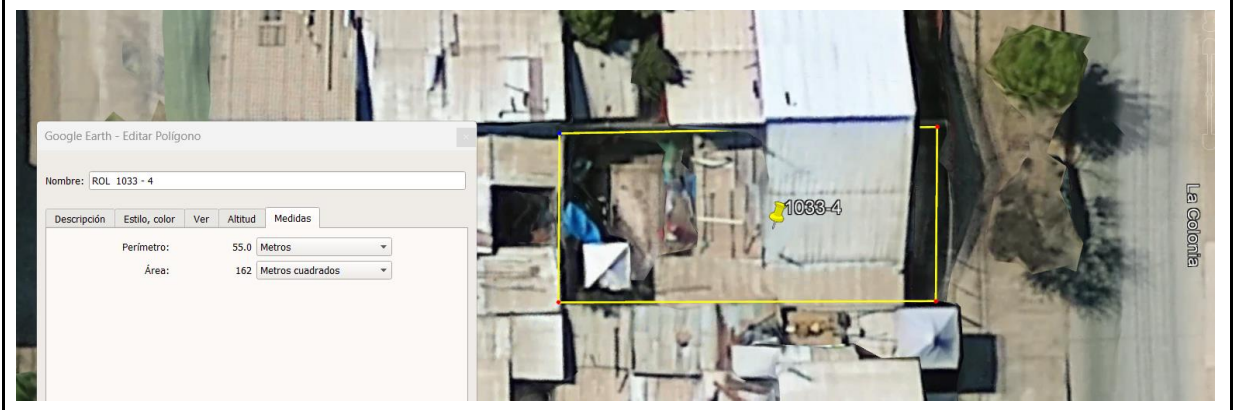 Google Earth - Editar Polígono
Nombre: ROL 1033 - 4
Descripción Estilo, color Ver Altitud Medidas
Perímetro: 55.0 Metros
Área: 162 Metros cuadrados
1033-4
La Colonia